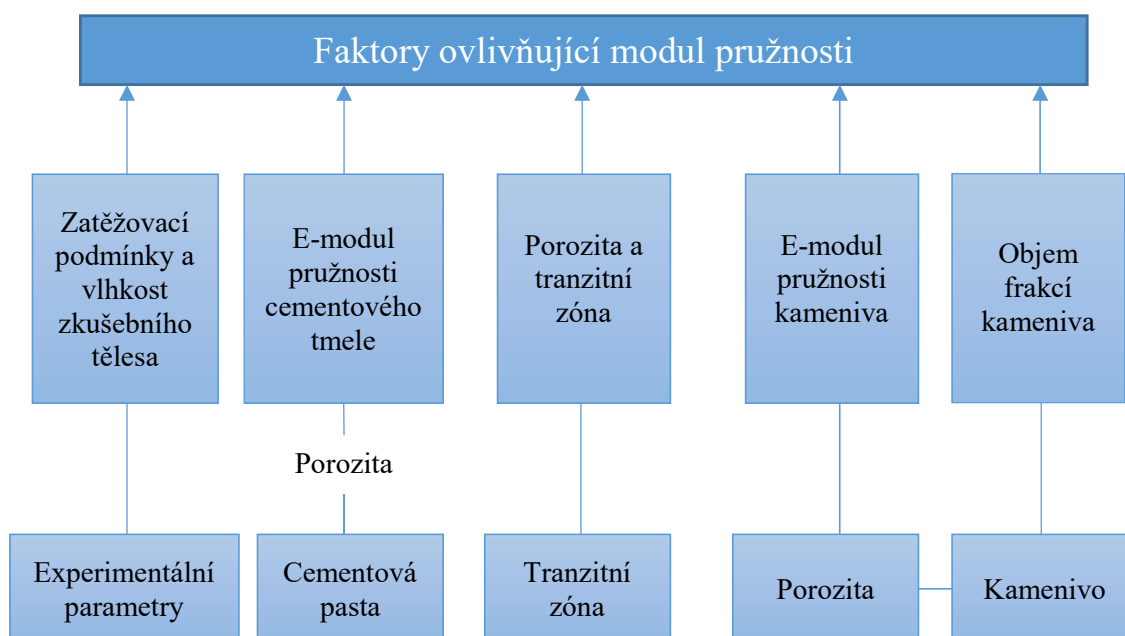 Faktory ovlivňující modul pružnosti
Zatěžovací
podmínky a
vlhkost
zkušebního
tělesa
E-modul
pružnosti
cementového
tmele
Porozita a
tranzitní
zóna
E-modul
pružnosti
kameniva
Objem
frakcí
kameniva
Porozita
Experimentální
parametry
Cementová
pasta
Tranzitní
zóna
Porozita
Kamenivo